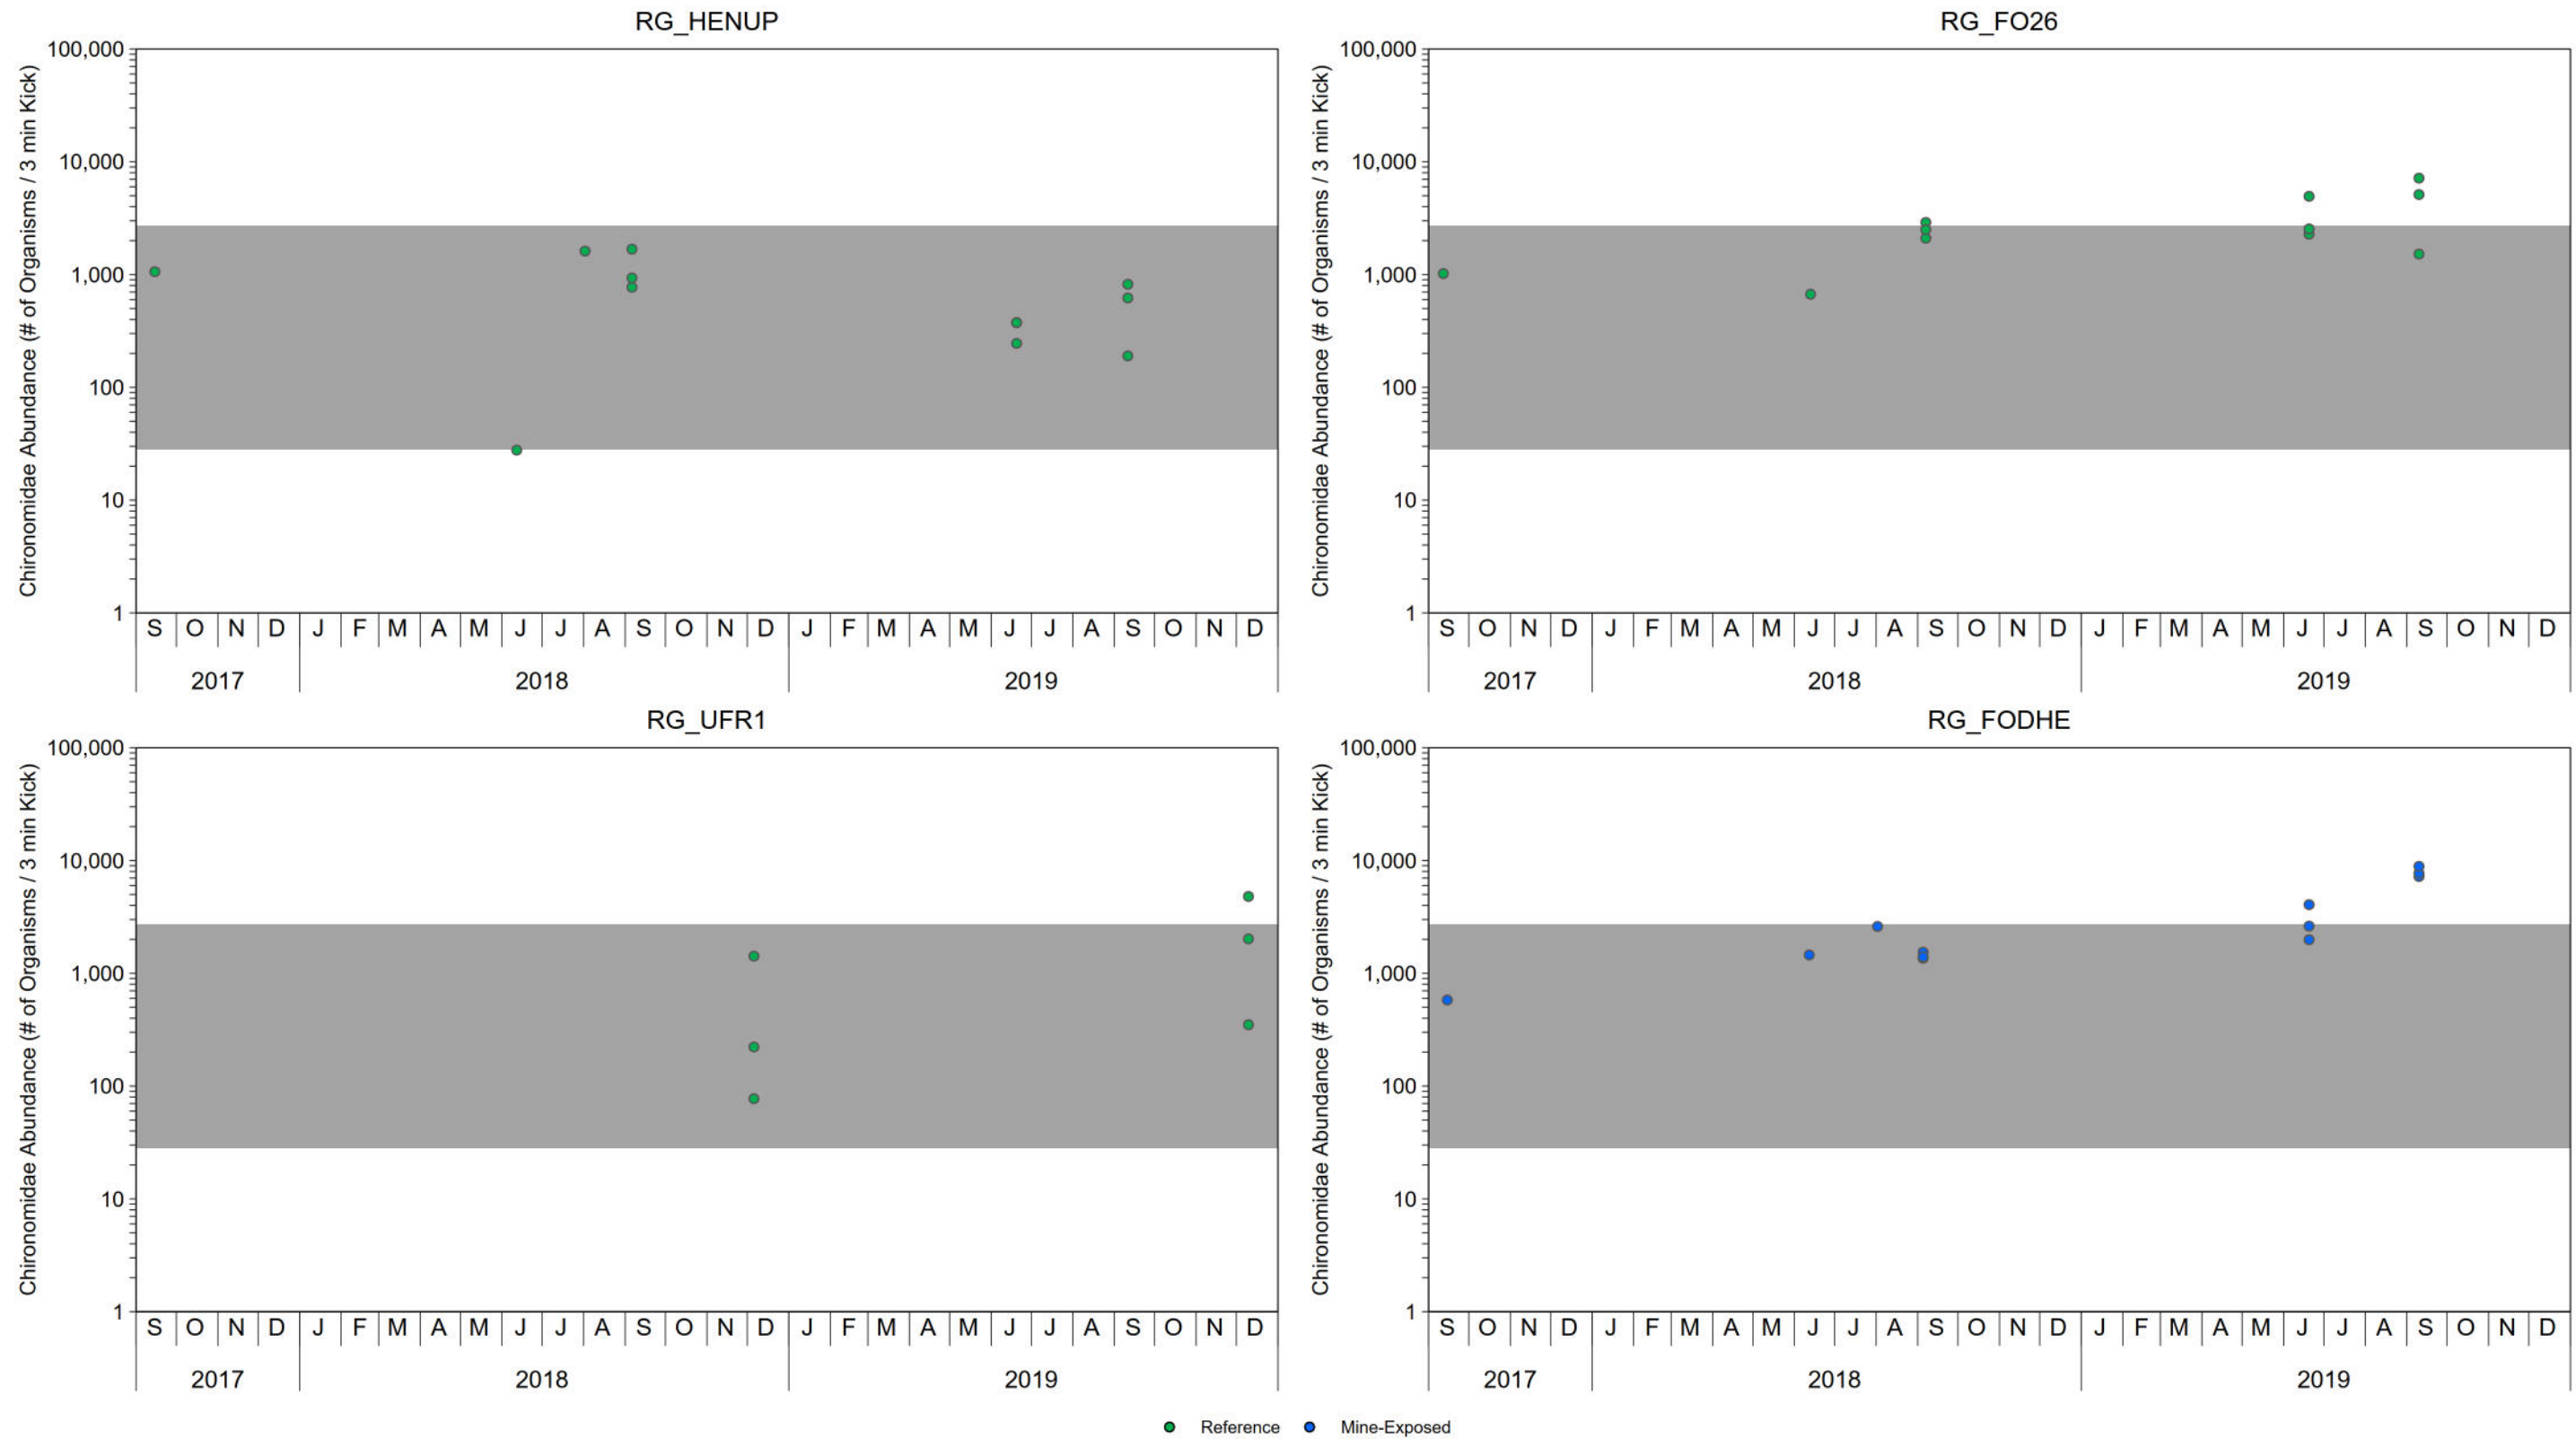 RG_HENUP
Chironomidae Abundance (# of Organisms / 3 min Kick)
100,000
10,000
1,000
100
10
1
S O N D J F M A M J J A S O N D J F M A M J J A S O N D
2017 2018 2019
RG_FO26
Chironomidae Abundance (# of Organisms / 3 min Kick)
100,000
10,000
1,000
100
10
1
S O N D J F M A M J J A S O N D J F M A M J J A S O N D
2017 2018 2019
RG_UFR1
Chironomidae Abundance (# of Organisms / 3 min Kick)
100,000
10,000
1,000
100
10
1
S O N D J F M A M J J A S O N D J F M A M J J A S O N D
2017 2018 2019
RG_FODHE
Chironomidae Abundance (# of Organisms / 3 min Kick)
100,000
10,000
1,000
100
10
1
S O N D J F M A M J J A S O N D J F M A M J J A S O N D
2017 2018 2019
Reference Mine-Exposed